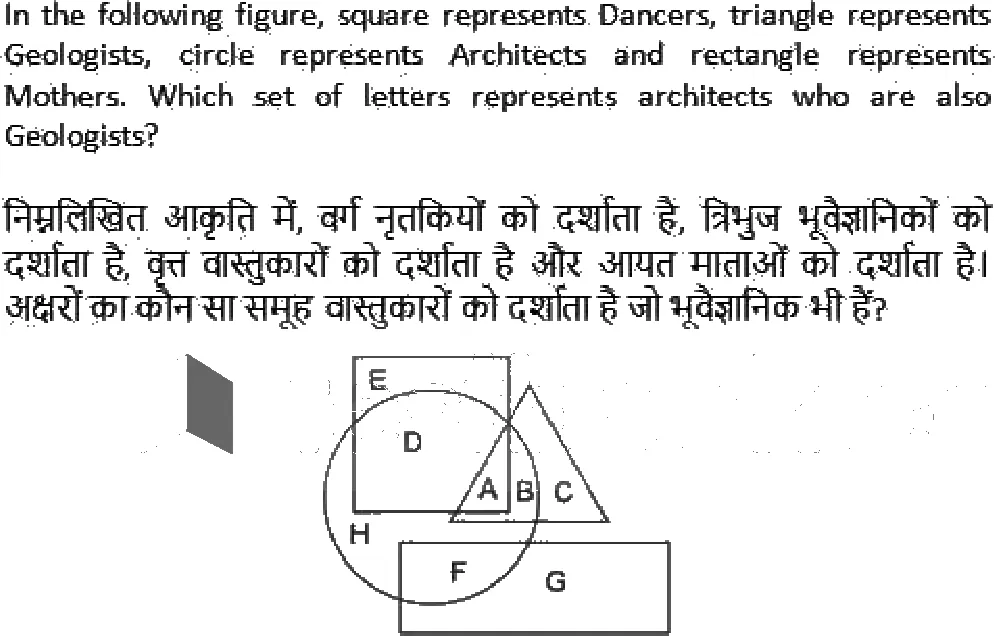 In the following figure, square represents Dancers, triangle represents
Geologists, circle represents Architects and rectangle represents
Mothers. Which set of letters represents architects who are also
Geologists?
निम्नलिखित आकृति में, वर्ग नृतकियों को दर्शाता है, त्रिभुज भूवैज्ञानिकों को
दर्शाता है, वृत्त वास्तुकारों को दर्शाता है और आयत माताओं को दर्शाता है।
अक्षरों का कौन सा समूह वास्तुकारों को दर्शाता है जो भूवैज्ञानिक भी हैं?
E
D
A B C
H
F G